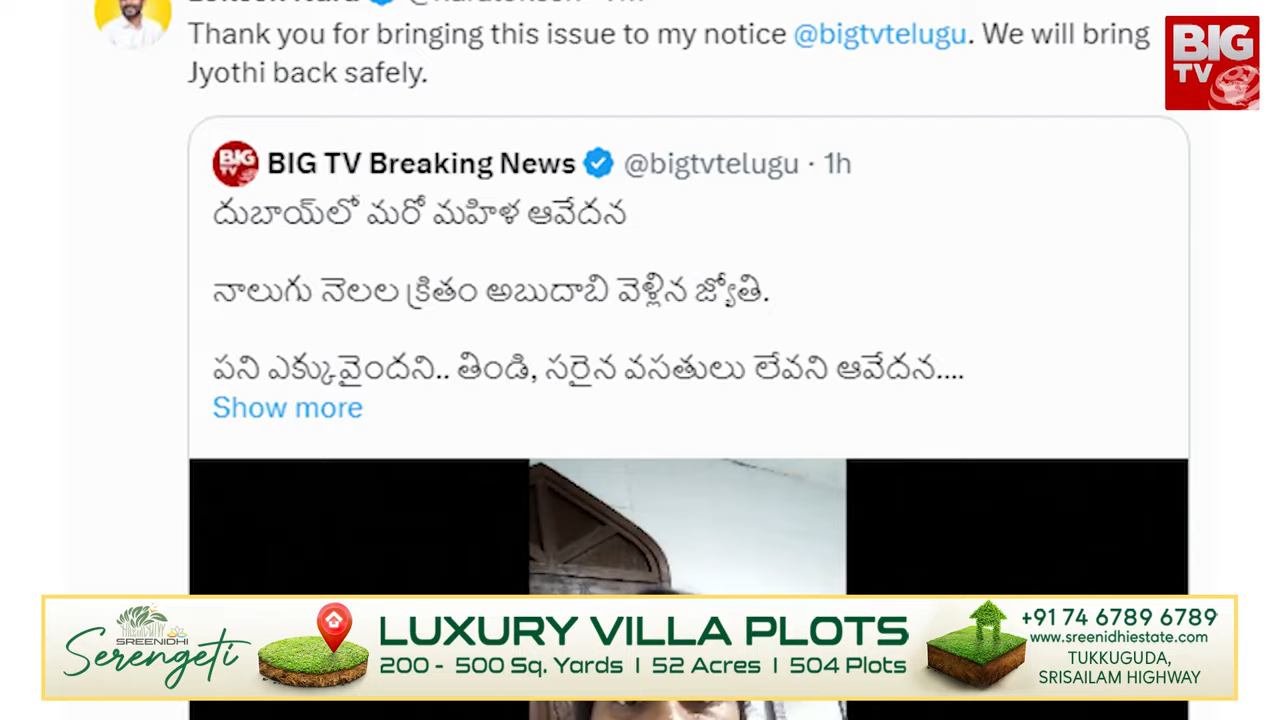 Thank you for bringing this issue to my notice @bigtvtelugu. We will bring
Jyothi back safely.
BIG
TV
BIG TV
BIG TV Breaking News @bigtvtelugu · 1h
దుబాయ్‌లో మరో మహిళ ఆవేదన
నాలుగు నెలల క్రితం అబుదాబి వెళ్లిన జ్యోతి.
పని ఎక్కువైందని.. తిండి, సరైన వసతులు లేవని ఆవేదన....
Show more
SREENIDHI
Serengeti
LUXURY VILLA PLOTS
200 - 500 Sq. Yards | 52 Acres | 504 Plots
+91 74 6789 6789
www.sreenidhiestate.com
TUKKUGUDA,
SRISAILAM HIGHWAY